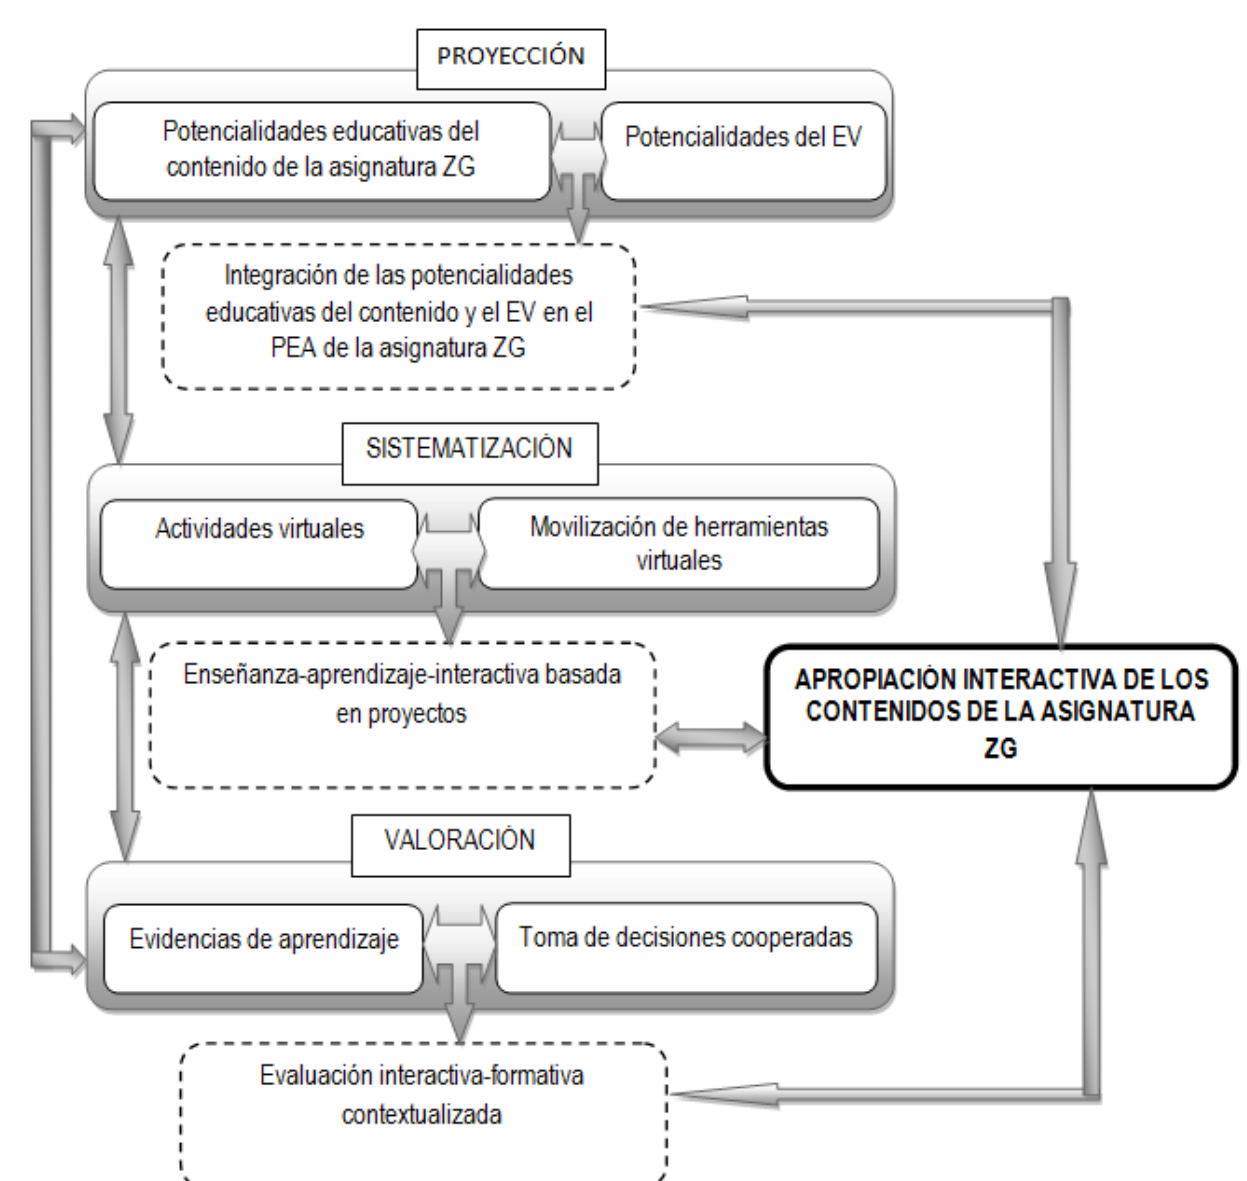 PROYECCIÓN
Potencialidades educativas del
contenido de la asignatura ZG
Potencialidades del EV
Integración de las potencialidades
educativas del contenido y el EV en el
PEA de la asignatura ZG
SISTEMATIZACIÓN
Actividades virtuales
Movilización de herramientas
virtuales
Enseñanza-aprendizaje-interactiva basada
en proyectos
APROPIACIÓN INTERACTIVA DE LOS
CONTENIDOS DE LA ASIGNATURA
ZG
VALORACIÓN
Evidencias de aprendizaje
Toma de decisiones cooperadas
Evaluación interactiva-formativa
contextualizada